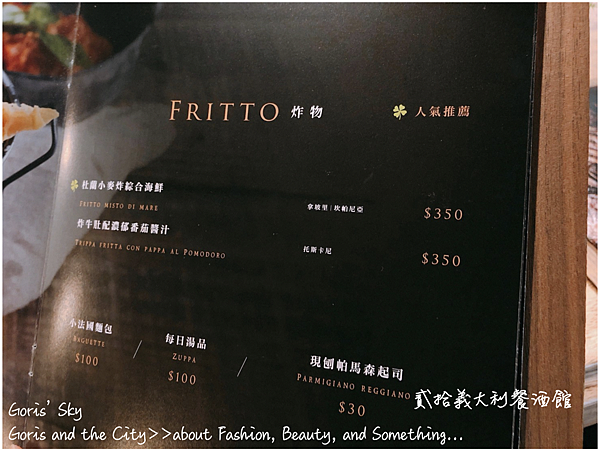 FRITTO 炸物
人氣推薦
杜蘭小麥炸綜合海鮮
FRITTO MISTO DI MARE
拿坡里|坎帕尼亞
$350
炸牛肚配濃郁番茄醬汁
TRIPPA FRITTA CON PAPPA AL POMODORO
托斯卡尼
$350
小法國麵包
BAGUETTE
$100
/
每日湯品
ZUPPA
$100
/
現刨帕馬森起司
PARMIGIANO REGGIANO
$30
貳拾義大利餐酒館
Goris' Sky
Goris and the City>>about Fashion, Beauty, and Something...